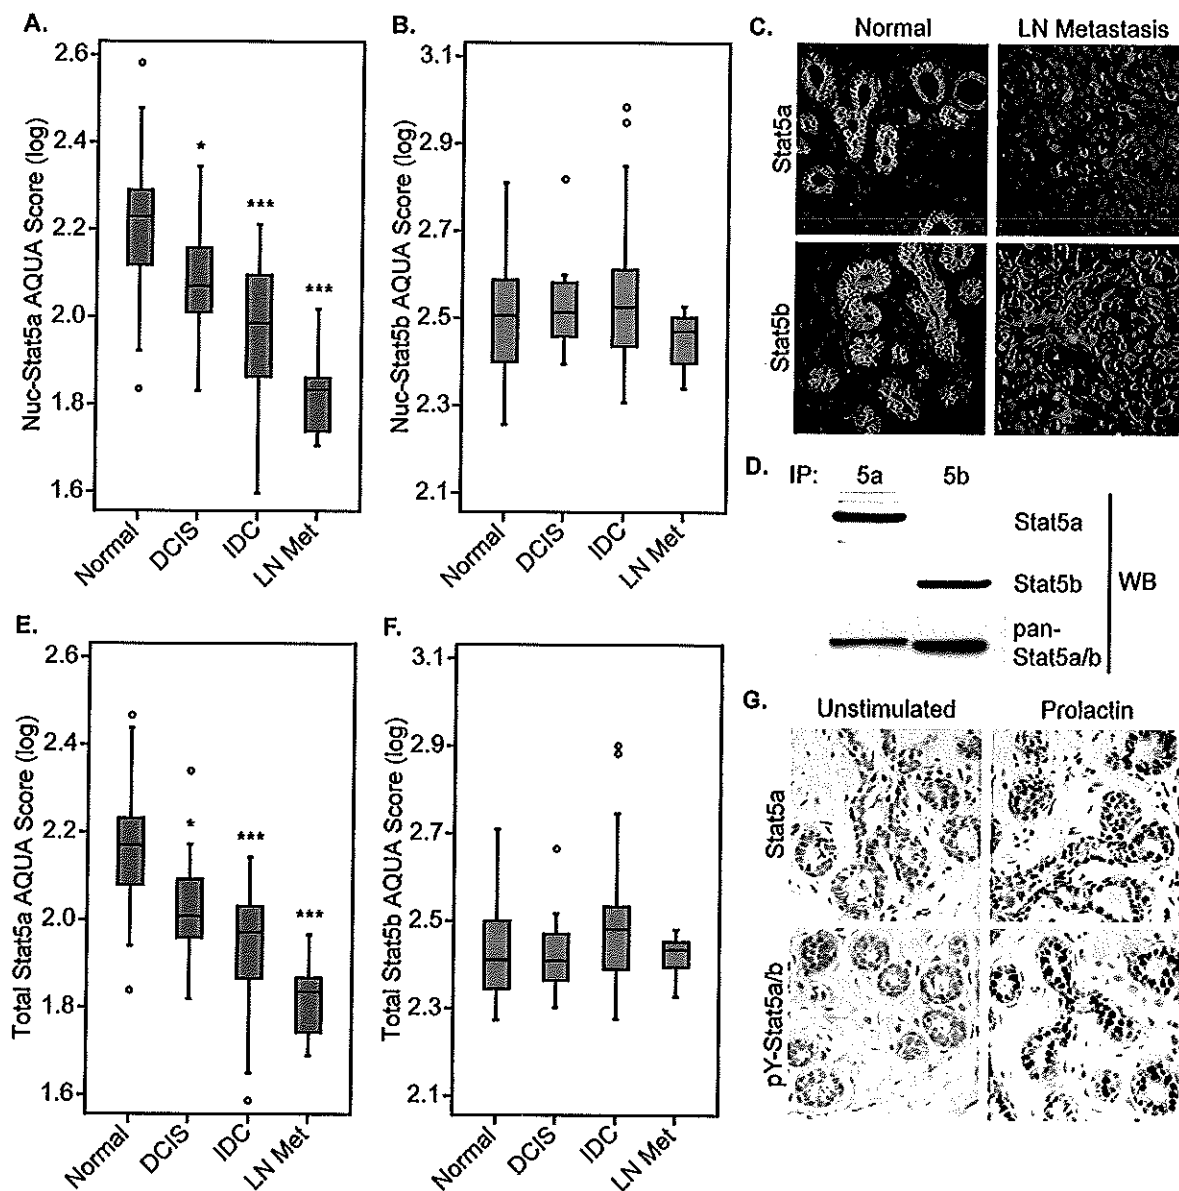 A.
Nuc-Stat5a AQUA Score (log)
2.6
2.4
2.2
2.0
1.8
1.6
*
***
***
Normal
DCIS
IDC
LN Met
B.
Nuc-Stat5b AQUA Score (log)
3.1
2.9
2.7
2.5
2.3
2.1
Normal
DCIS
IDC
LN Met
C.
Normal
LN Metastasis
Stat5a
Stat5b
D.
IP:
5a
5b
Stat5a
Stat5b
pan-
Stat5a/b
WB
E.
Total Stat5a AQUA Score (log)
2.6
2.4
2.2
2.0
1.8
1.6
*
***
***
Normal
DCIS
IDC
LN Met
F.
Total Stat5b AQUA Score (log)
3.1
2.9
2.7
2.5
2.3
2.1
Normal
DCIS
IDC
LN Met
G.
Unstimulated
Prolactin
Stat5a
pY-Stat5a/b